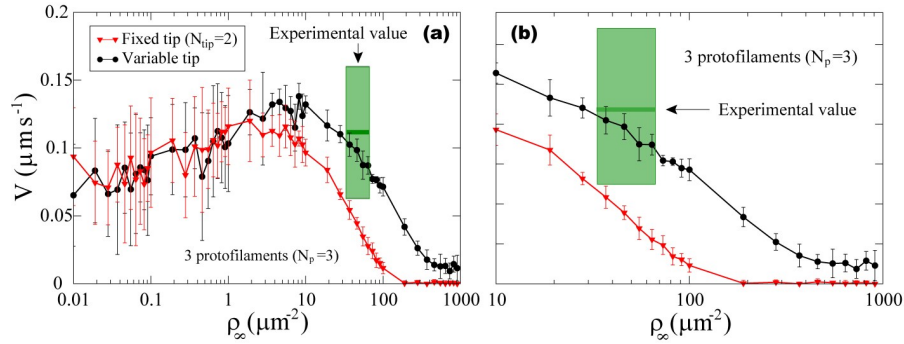 0.2
0.15
0.1
0.05
0
V (μm s⁻¹)
Fixed tip (N_tip=2)
Variable tip
Experimental value
(a)
3 protofilaments (N_p=3)
0.01 0.1 1 10 100 1000
ρ_∞(μm⁻²)
(b)
3 protofilaments (N_p=3)
Experimental value
10 100 1000
ρ_∞(μm⁻²)